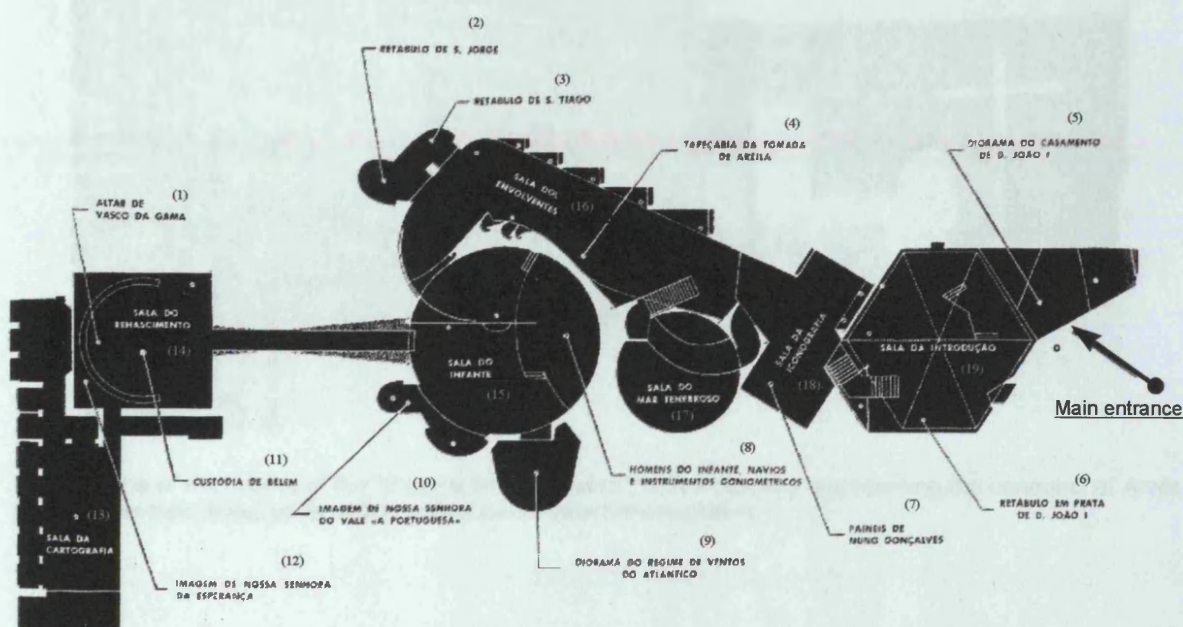 (2)
RETÁBULO DE S. JORGE
(3)
RETÁBULO DE S. TIAGO
(4)
TAPEÇARIA DA TOMADA
DE ARZILA
(5)
DIORAMA DO CASAMENTO
DE D. JOÃO I
(1)
ALTAR DE
VASCO DA GAMA
SALA DOS
ENVOLVENTES
(16)
SALA DO
RENASCIMENTO
(14)
SALA DO
INFANTE
(15)
SALA DO
MAR TENEBROSO
(17)
SALA DA
ICONOGRAFIA
(18)
SALA DA INTRODUÇÃO
(19)
Main entrance
(11)
CUSTÓDIA DE BELEM
(10)
IMAGEM DE NOSSA SENHORA
DO VALE «A PORTUGUESA»
(8)
HOMENS DO INFANTE, NAVIOS
E INSTRUMENTOS GONIOMETRICOS
(7)
PAINEIS DE
NUNO GONÇALVES
(6)
RETÁBULO EM PRATA
DE D. JOÃO I
(9)
DIORAMA DO REGIME DE VENTOS
DO ATLANTICO
(13)
SALA DA
CARTOGRAFIA
(12)
IMAGEM DE NOSSA SENHORA
DA ESPERANÇA